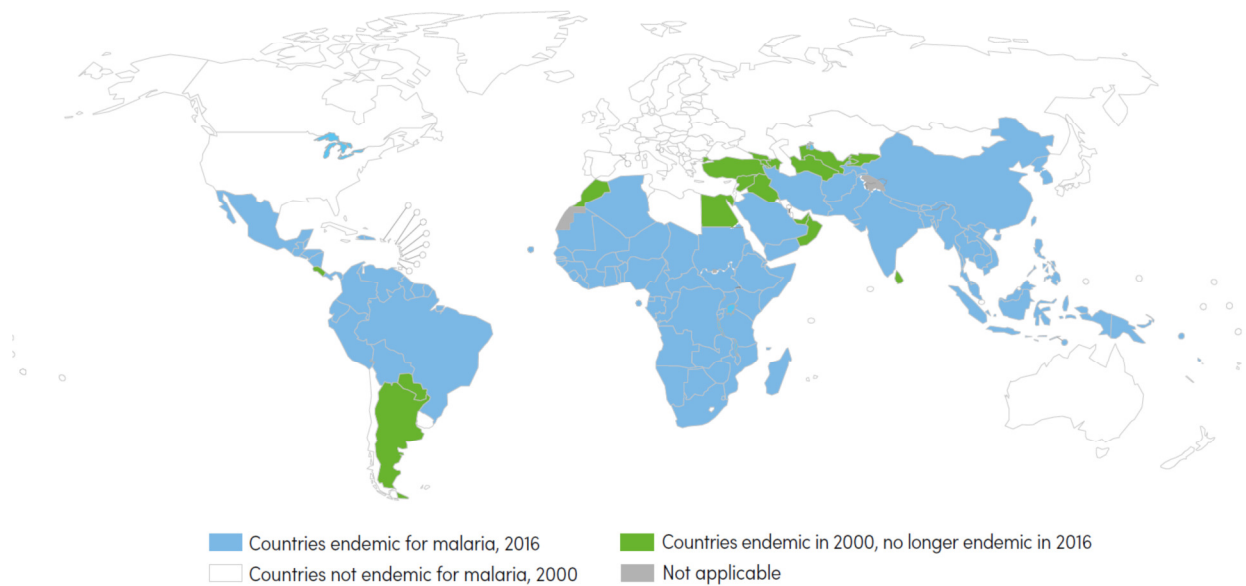 Countries endemic for malaria, 2016
Countries endemic in 2000, no longer endemic in 2016
Countries not endemic for malaria, 2000
Not applicable